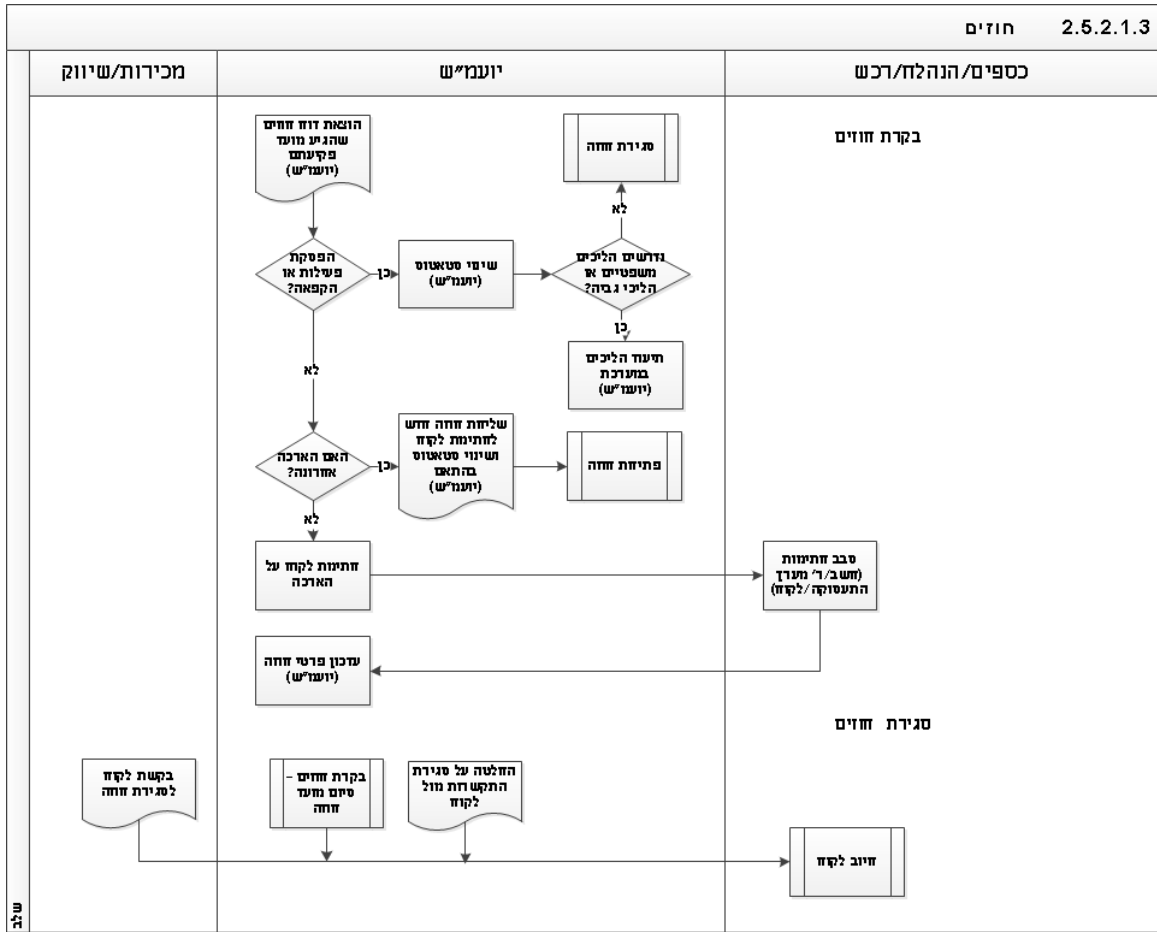 2.5.2.1.3 חוזים
כספים/הנהלח/רכש
יועמ״ש
מכירות/שיווק
בקרת חוזים
הוצאת דוח חוזים
שהגיע מועד
פקיעתם
(יועמ״ש)
סגירת חוזה
לא
הפסקת
פעילות או
הקפאה?
כן
שינוי סטאטוס
(יועמ״ש)
נדרשים הליכים
משפטיים או
הליכי גביה?
כן
תיעוד הליכים
במערכת
(יועמ״ש)
לא
האם הארכה
אחרונה?
כן
שליחת חוזה חדש
לחתימת לקוח
ושינוי סטאטוס
בהתאם
(יועמ״ש)
פתיחת חוזה
לא
חתימת לקוח על
הארכה
סבב חתימות
(חשב/ר' מערך
התעסוקה/לקוח)
עדכון פרטי חוזה
(יועמ״ש)
סגירת חוזים
בקשת לקוח
לסגירת חוזה
בקרת חוזים –
סיום מועד
חוזה
החלטה על סגירת
התקשרות מול
לקוח
חיוב לקוח
שלב